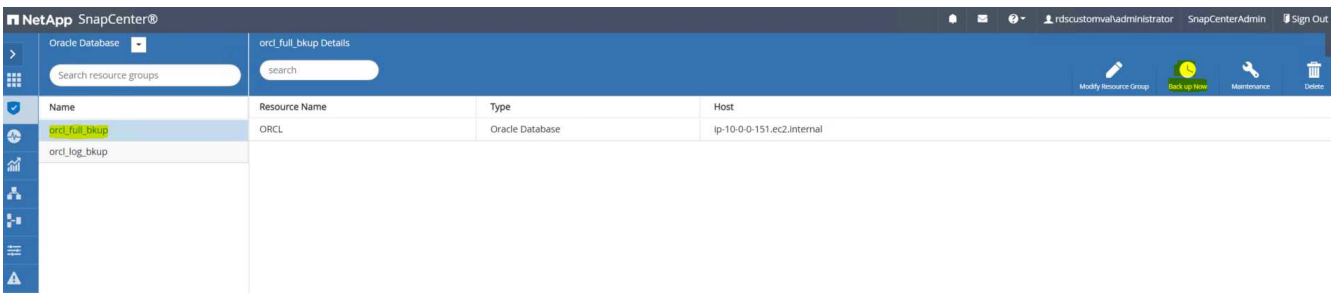 NetApp SnapCenter®
rdscustomval\administrator SnapCenterAdmin Sign Out
Oracle Database
orcl_full_bkup Details
Search resource groups
search
Modify Resource Group Back up Now Maintenance Delete
Name Resource Name Type Host
orcl_full_bkup ORCL Oracle Database ip-10-0-0-151.ec2.internal
orcl_log_bkup